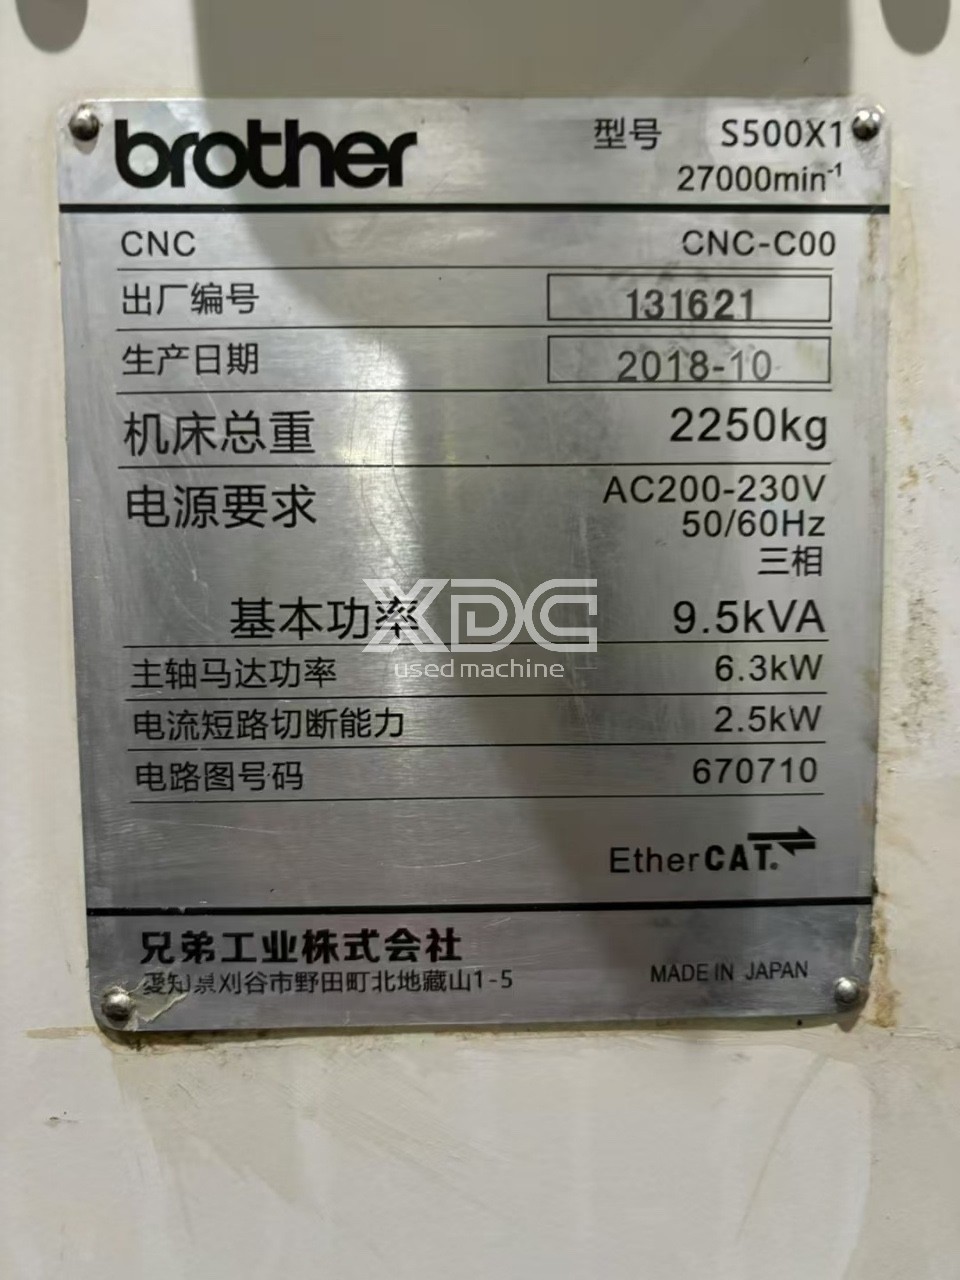 brother 型号 S500X1
27000min⁻¹
CNC CNC-C00
出厂编号 131621
生产日期 2018-10
机床总重 2250kg
电源要求 AC200-230V
50/60Hz
三相
基本功率 9.5kVA
XDC
used machine
主轴马达功率 6.3kW
电流短路切断能力 2.5kW
电路图号码 670710
EtherCAT®
兄弟工业株式会社
愛知県刈谷市野田町北地藏山1-5 MADE IN JAPAN